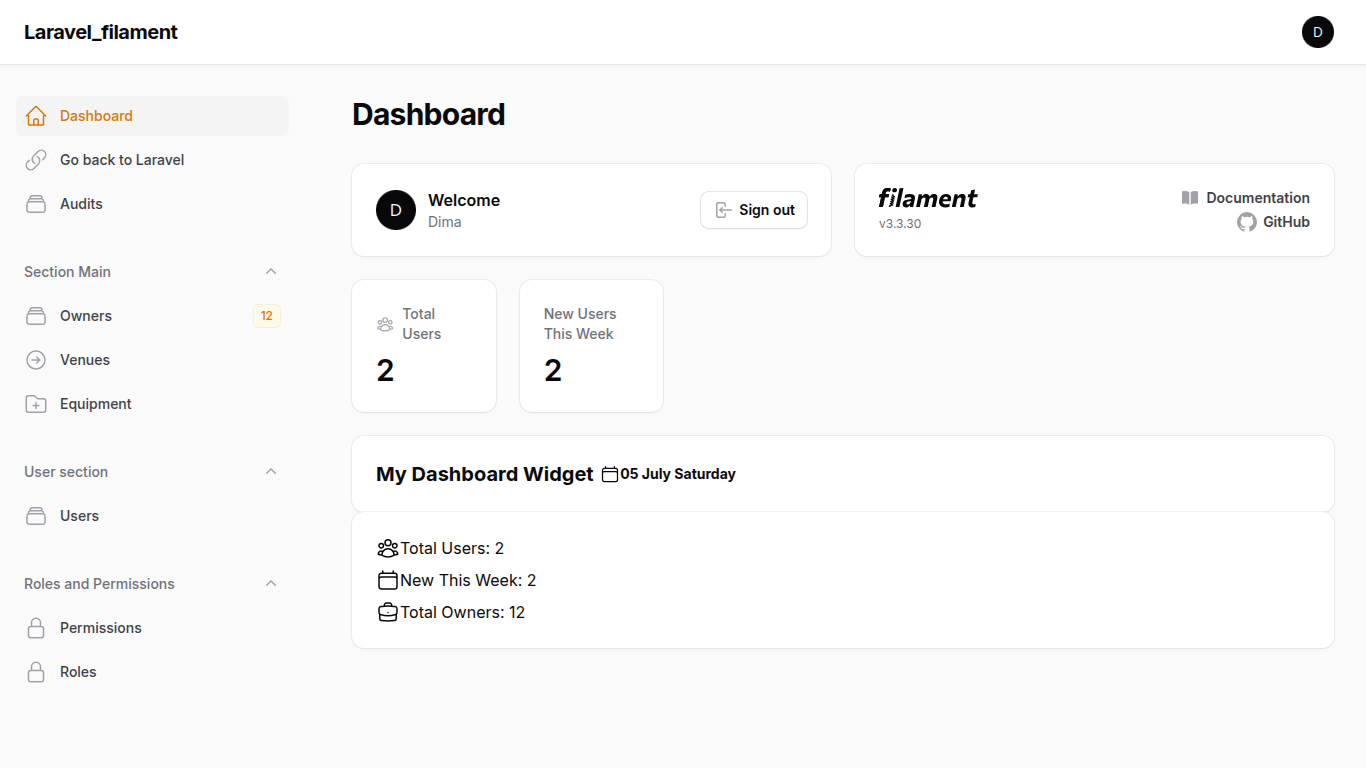 Laravel_filament
D
Dashboard
Go back to Laravel
Audits
Section Main
Owners
12
Venues
Equipment
User section
Users
Roles and Permissions
Permissions
Roles
Dashboard
D
Welcome
Dima
Sign out
filament
v3.3.30
Documentation
GitHub
Total
Users
2
New Users
This Week
2
My Dashboard Widget 05 July Saturday
Total Users: 2
New This Week: 2
Total Owners: 12